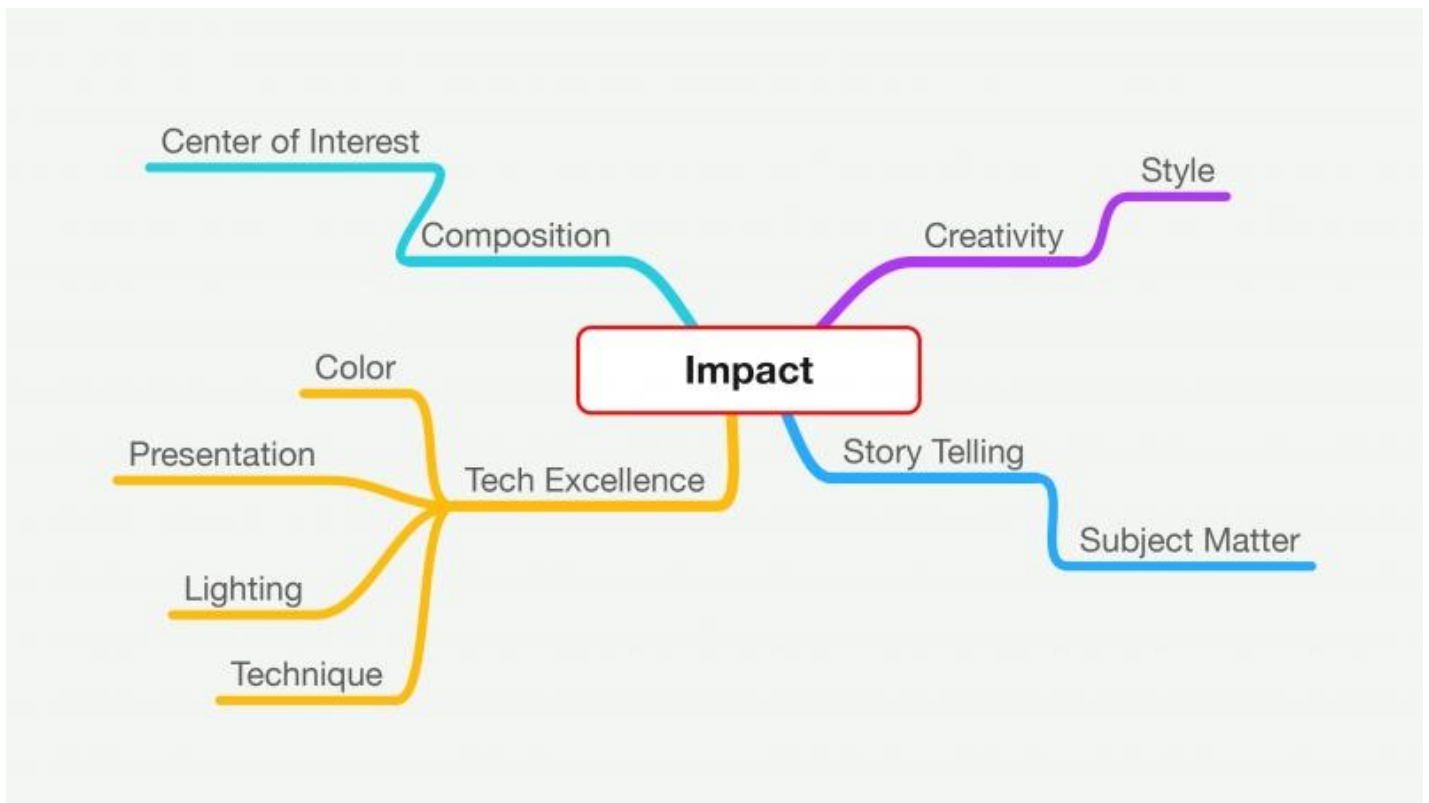 Center of Interest
Composition
Creativity
Style
Impact
Color
Presentation
Tech Excellence
Lighting
Technique
Story Telling
Subject Matter